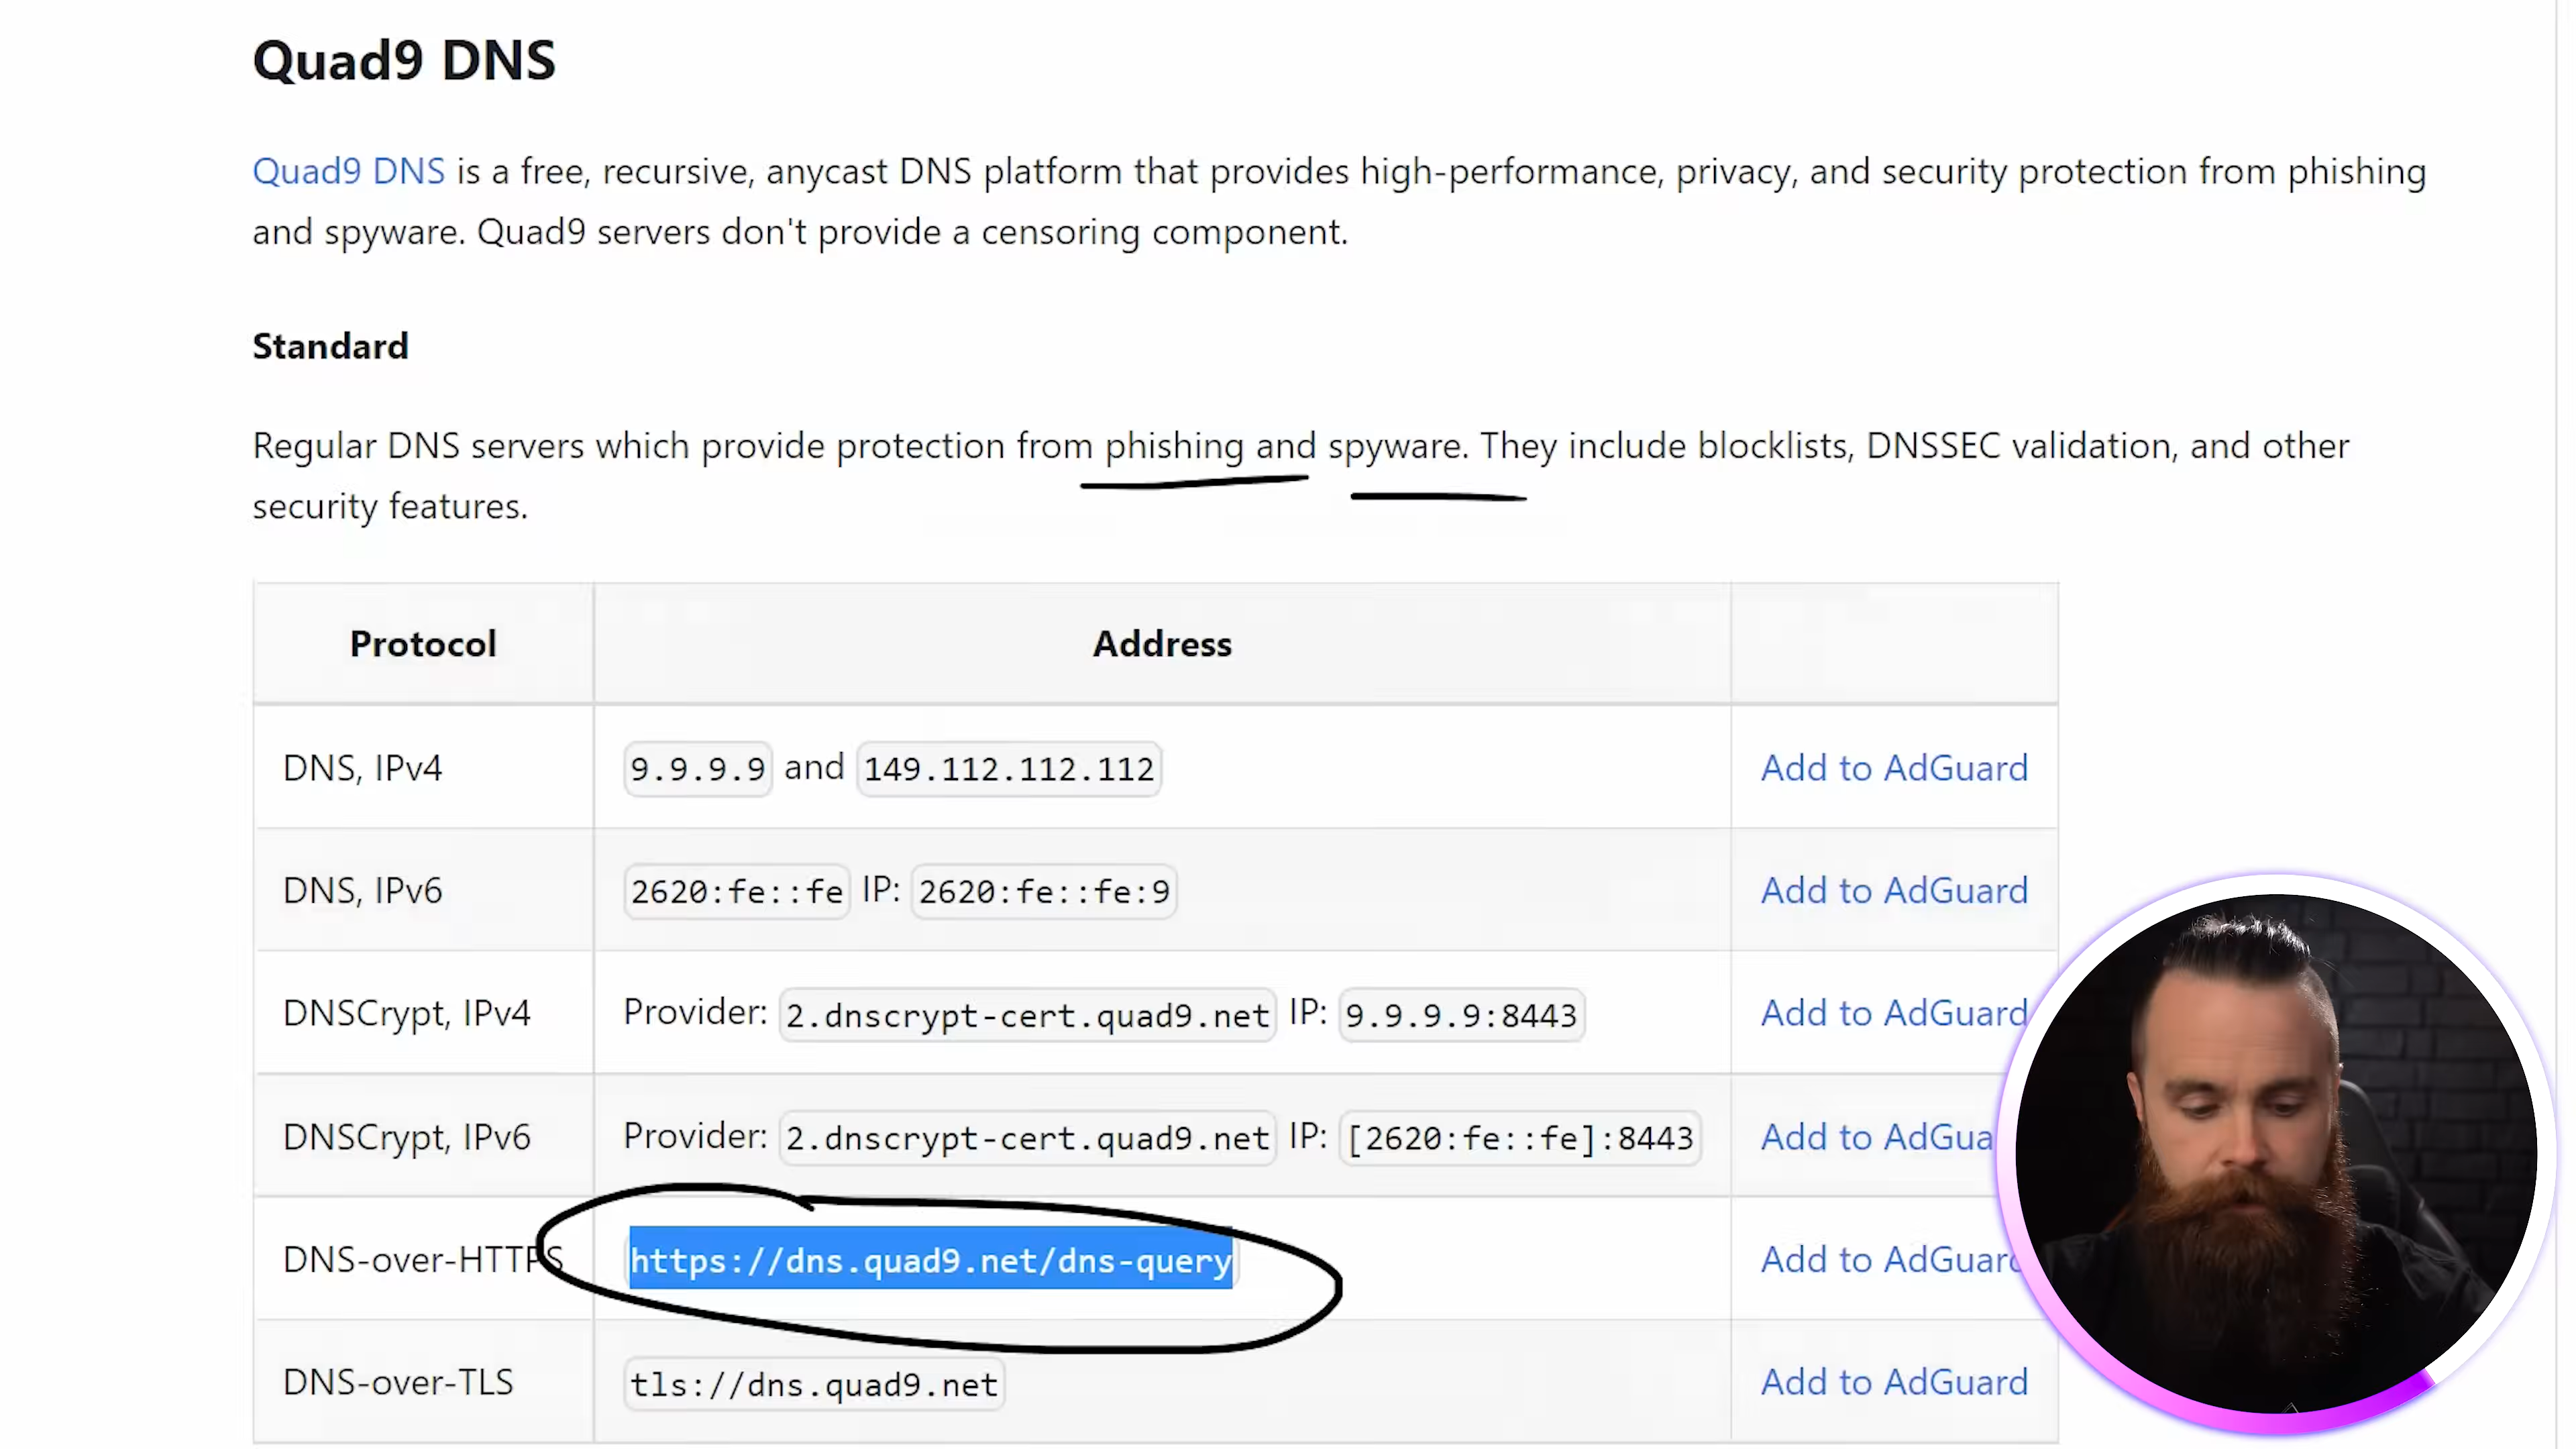 Quad9 DNS
Quad9 DNS is a free, recursive, anycast DNS platform that provides high-performance, privacy, and security protection from phishing
and spyware. Quad9 servers don't provide a censoring component.
Standard
Regular DNS servers which provide protection from phishing and spyware. They include blocklists, DNSSEC validation, and other
security features.
Protocol Address
DNS, IPv4 9.9.9.9 and 149.112.112.112 Add to AdGuard
DNS, IPv6 2620:fe::fe IP: 2620:fe::fe:9 Add to AdGuard
DNSCrypt, IPv4 Provider: 2.dnscrypt-cert.quad9.net IP: 9.9.9.9:8443 Add to AdGuard
DNSCrypt, IPv6 Provider: 2.dnscrypt-cert.quad9.net IP: [2620:fe::fe]:8443 Add to AdGua
DNS-over-HTTPS https://dns.quad9.net/dns-query Add to AdGuard
DNS-over-TLS tls://dns.quad9.net Add to AdGuard